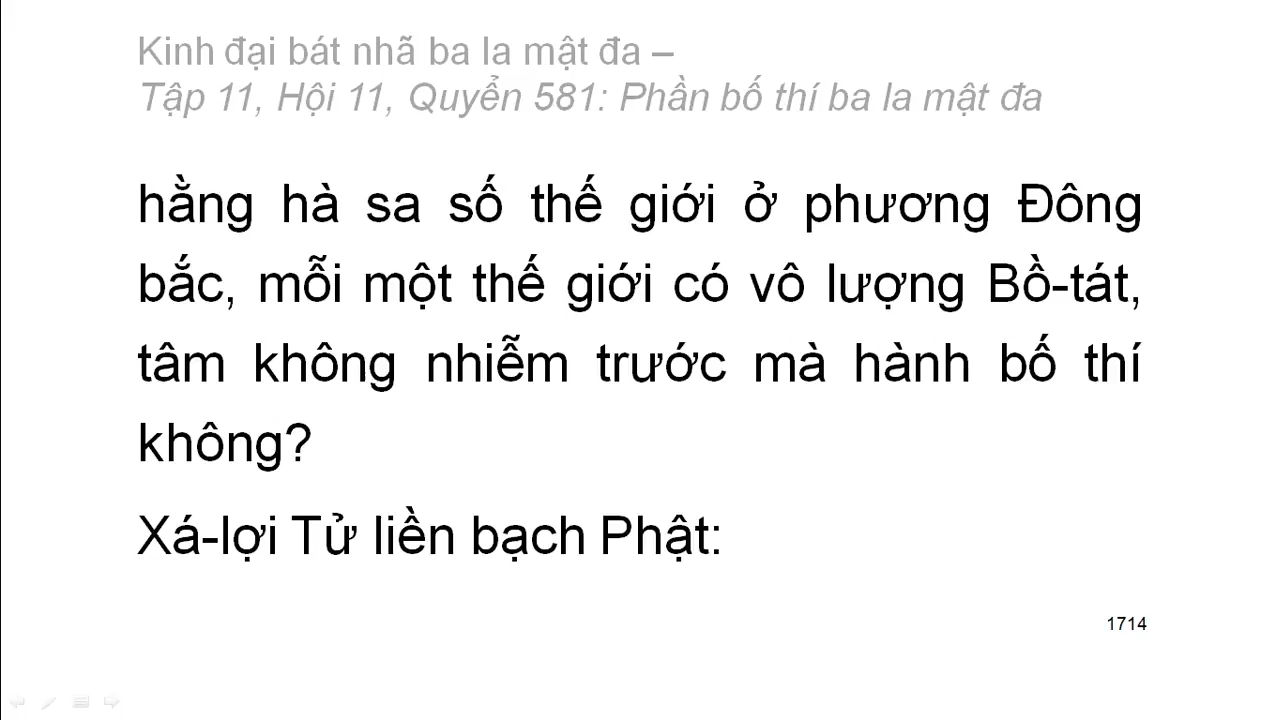 Kinh đại bát nhã ba la mật đa –
Tập 11, Hội 11, Quyển 581: Phần bố thí ba la mật đa
hằng hà sa số thế giới ở phương Đông
bắc, mỗi một thế giới có vô lượng Bồ-tát,
tâm không nhiễm trước mà hành bố thí
không?
Xá-lợi Tử liền bạch Phật:
1714